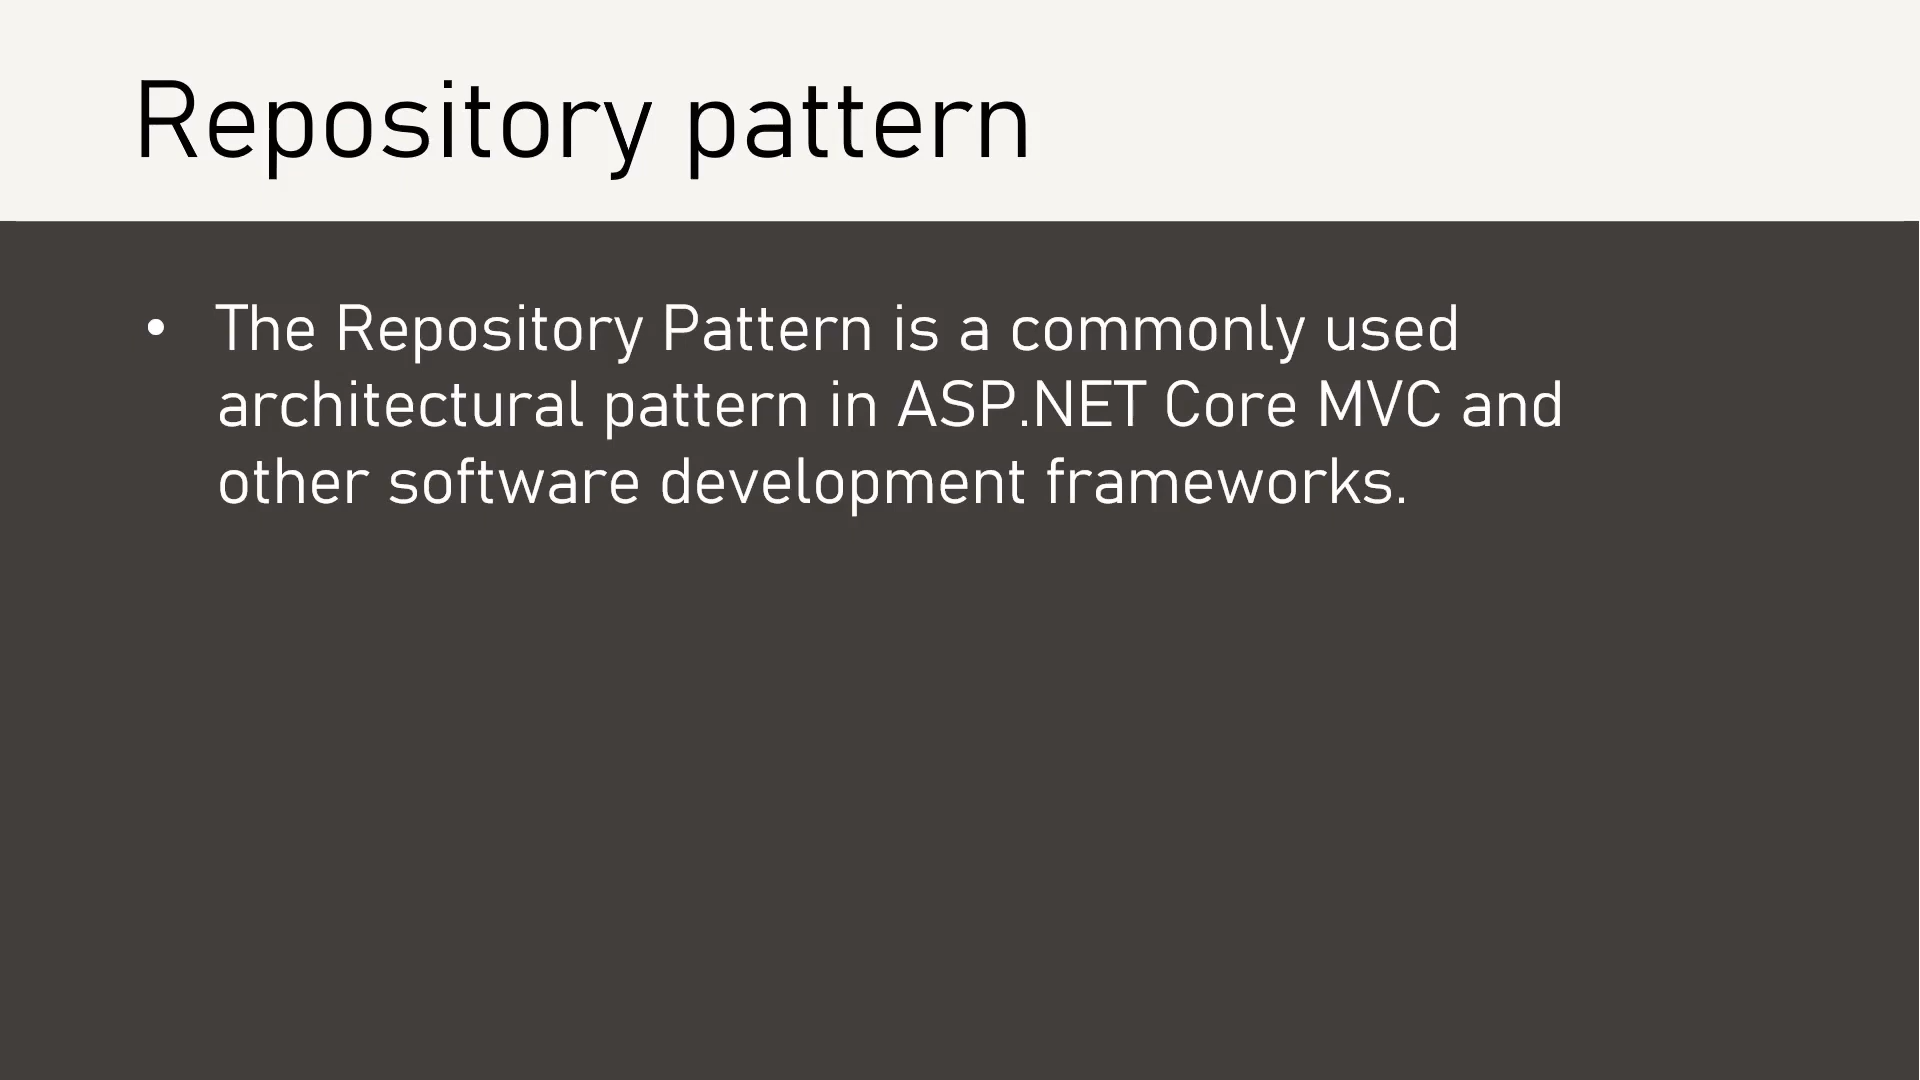 Repository pattern
• The Repository Pattern is a commonly used
architectural pattern in ASP.NET Core MVC and
other software development frameworks.